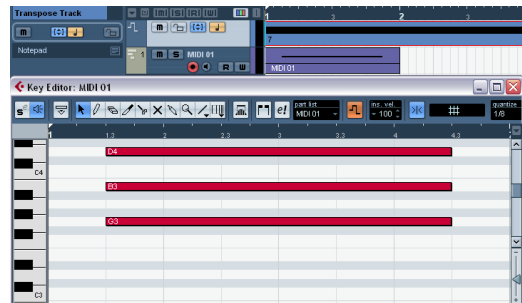 Transpose Track
m [S] [R] [W]
1 3 2 3
m
7
Notepad
1 m S MIDI 01
R W
MIDI 01
Key Editor: MIDI 01
S e! part list MIDI 01 ins. vel. 100 quantize 1/8
1 1.3 2 2.3 3 3.3 4 4.3
D4
C4
B3
G3
C3